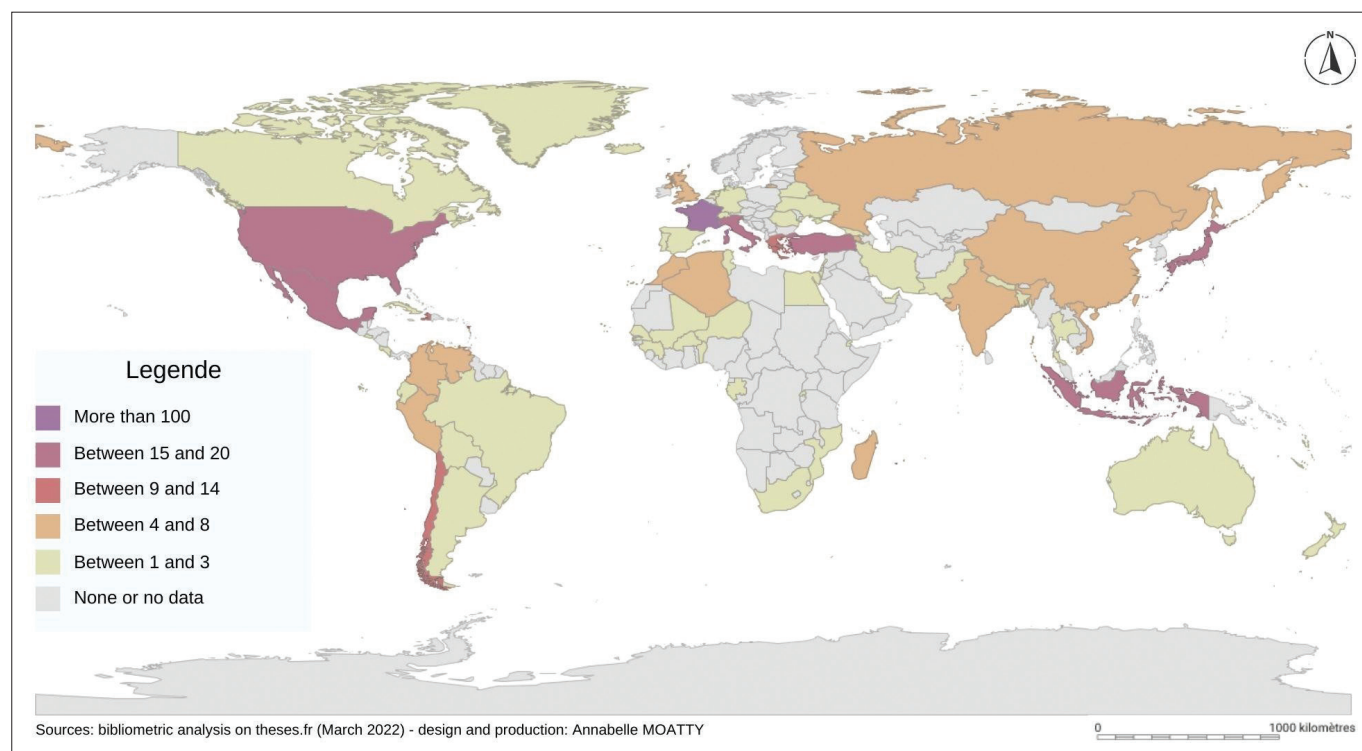 N
Legende
More than 100
Between 15 and 20
Between 9 and 14
Between 4 and 8
Between 1 and 3
None or no data
Sources: bibliometric analysis on theses.fr (March 2022) - design and production: Annabelle MOATTY
0 1000 kilomètres